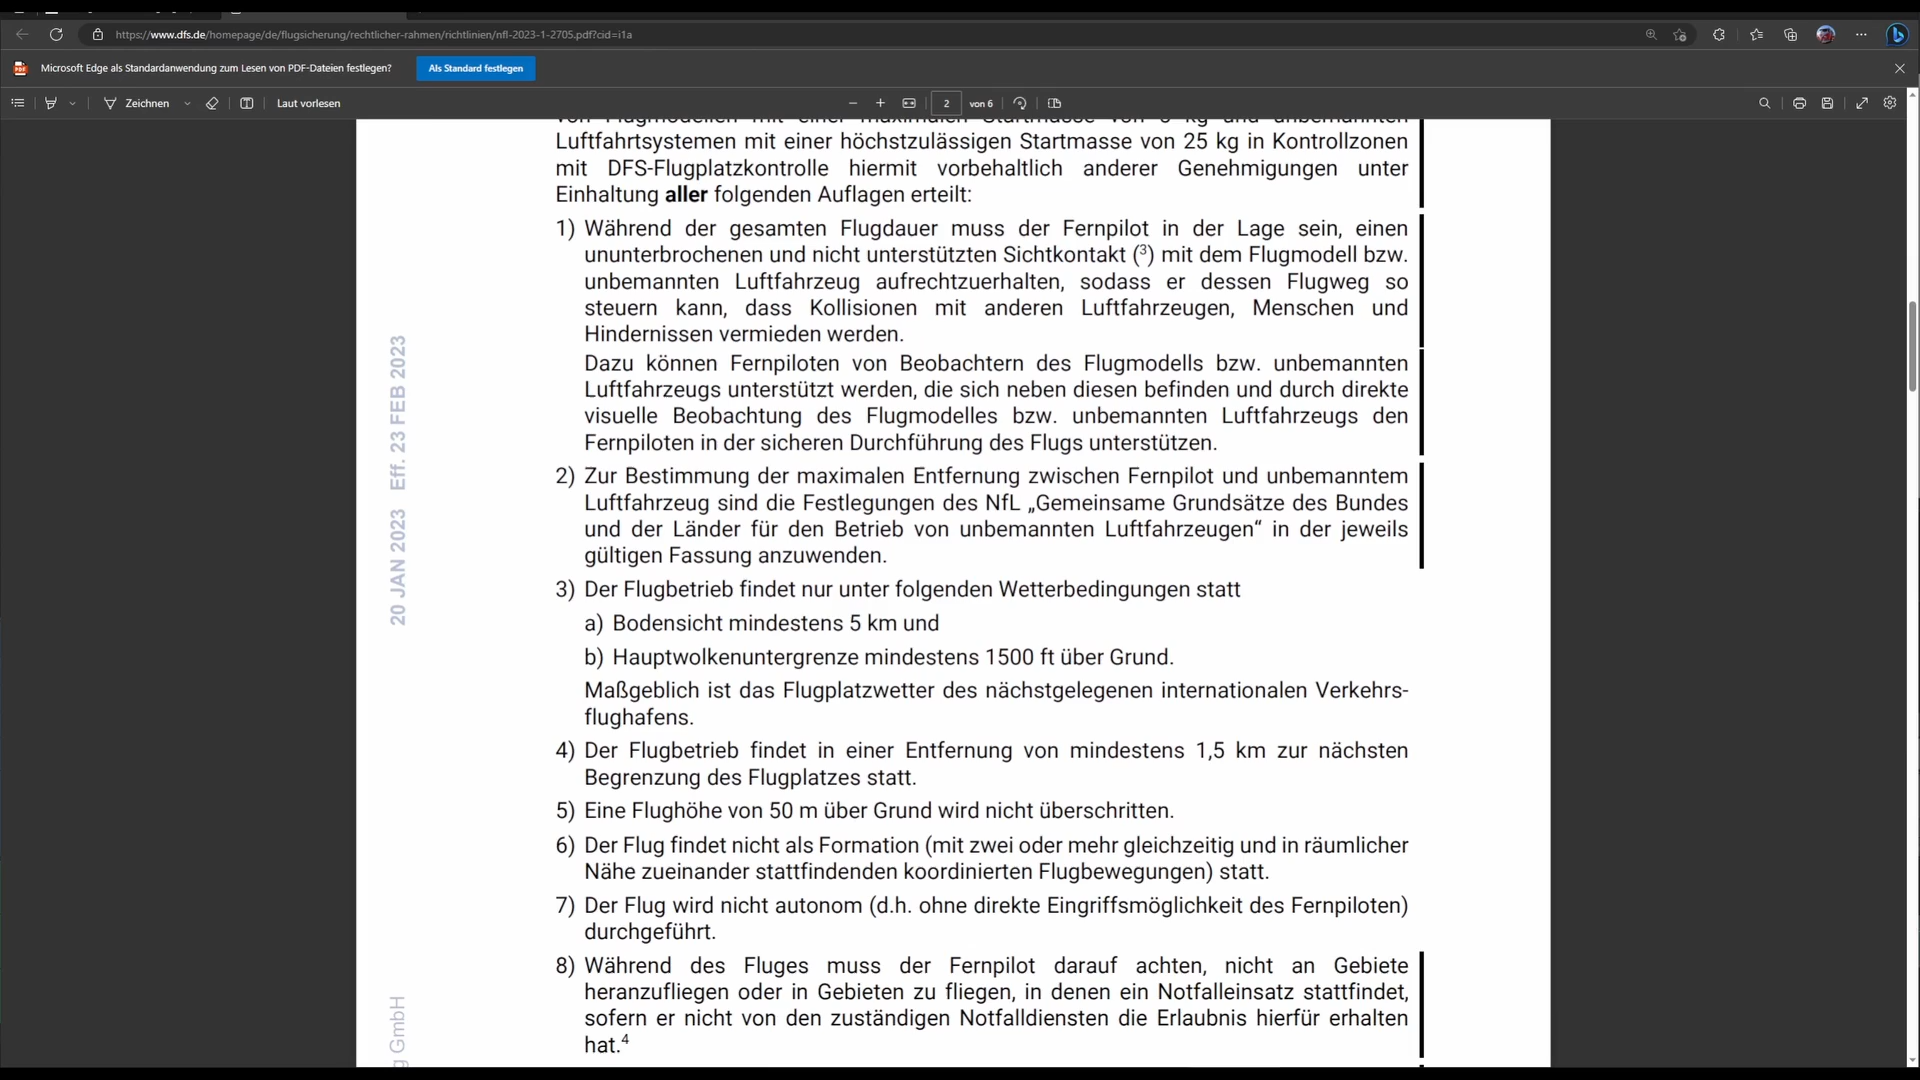 https://www.dfs.de/homepage/de/flugsicherung/rechtlicher-rahmen/richtlinien/nfl-2023-1-2705.pdf?cid=i1a
Microsoft Edge als Standardanwendung zum Lesen von PDF-Dateien festlegen?
Als Standard festlegen
Zeichnen
Laut vorlesen
2
von 6
von Flugmodellen mit einer maximalen Startmasse von 5 kg und unbemannten
Luftfahrtsystemen mit einer höchstzulässigen Startmasse von 25 kg in Kontrollzonen
mit DFS-Flugplatzkontrolle hiermit vorbehaltlich anderer Genehmigungen unter
Einhaltung aller folgenden Auflagen erteilt:
1) Während der gesamten Flugdauer muss der Fernpilot in der Lage sein, einen
ununterbrochenen und nicht unterstützten Sichtkontakt (³) mit dem Flugmodell bzw.
unbemannten Luftfahrzeug aufrechtzuerhalten, sodass er dessen Flugweg so
steuern kann, dass Kollisionen mit anderen Luftfahrzeugen, Menschen und
Hindernissen vermieden werden.
Dazu können Fernpiloten von Beobachtern des Flugmodells bzw. unbemannten
Luftfahrzeugs unterstützt werden, die sich neben diesen befinden und durch direkte
visuelle Beobachtung des Flugmodelles bzw. unbemannten Luftfahrzeugs den
Fernpiloten in der sicheren Durchführung des Flugs unterstützen.
2) Zur Bestimmung der maximalen Entfernung zwischen Fernpilot und unbemanntem
Luftfahrzeug sind die Festlegungen des NfL „Gemeinsame Grundsätze des Bundes
und der Länder für den Betrieb von unbemannten Luftfahrzeugen“ in der jeweils
gültigen Fassung anzuwenden.
3) Der Flugbetrieb findet nur unter folgenden Wetterbedingungen statt
a) Bodensicht mindestens 5 km und
b) Hauptwolkenuntergrenze mindestens 1500 ft über Grund.
Maßgeblich ist das Flugplatzwetter des nächstgelegenen internationalen Verkehrs-
flughafens.
4) Der Flugbetrieb findet in einer Entfernung von mindestens 1,5 km zur nächsten
Begrenzung des Flugplatzes statt.
5) Eine Flughöhe von 50 m über Grund wird nicht überschritten.
6) Der Flug findet nicht als Formation (mit zwei oder mehr gleichzeitig und in räumlicher
Nähe zueinander stattfindenden koordinierten Flugbewegungen) statt.
7) Der Flug wird nicht autonom (d.h. ohne direkte Eingriffsmöglichkeit des Fernpiloten)
durchgeführt.
8) Während des Fluges muss der Fernpilot darauf achten, nicht an Gebiete
heranzufliegen oder in Gebieten zu fliegen, in denen ein Notfalleinsatz stattfindet,
sofern er nicht von den zuständigen Notfalldiensten die Erlaubnis hierfür erhalten
hat.⁴
20 JAN 2023 Eff. 23 FEB 2023
g GmbH